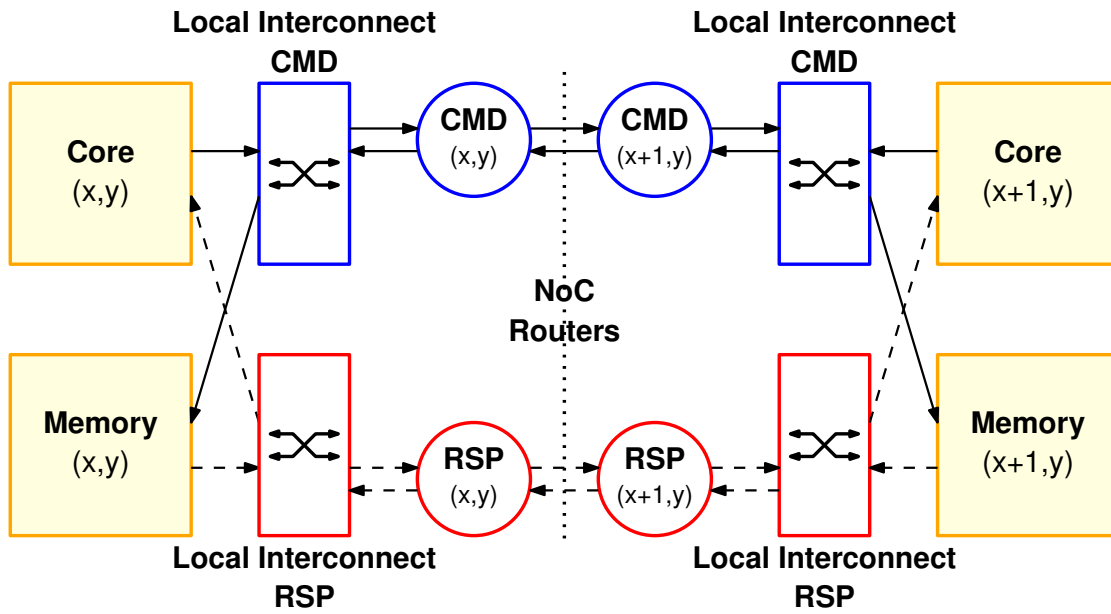 Local Interconnect
CMD
Local Interconnect
CMD
Core
(x,y)
CMD
(x,y)
CMD
(x+1,y)
Core
(x+1,y)
NoC
Routers
Memory
(x,y)
RSP
(x,y)
RSP
(x+1,y)
Memory
(x+1,y)
Local Interconnect
RSP
Local Interconnect
RSP